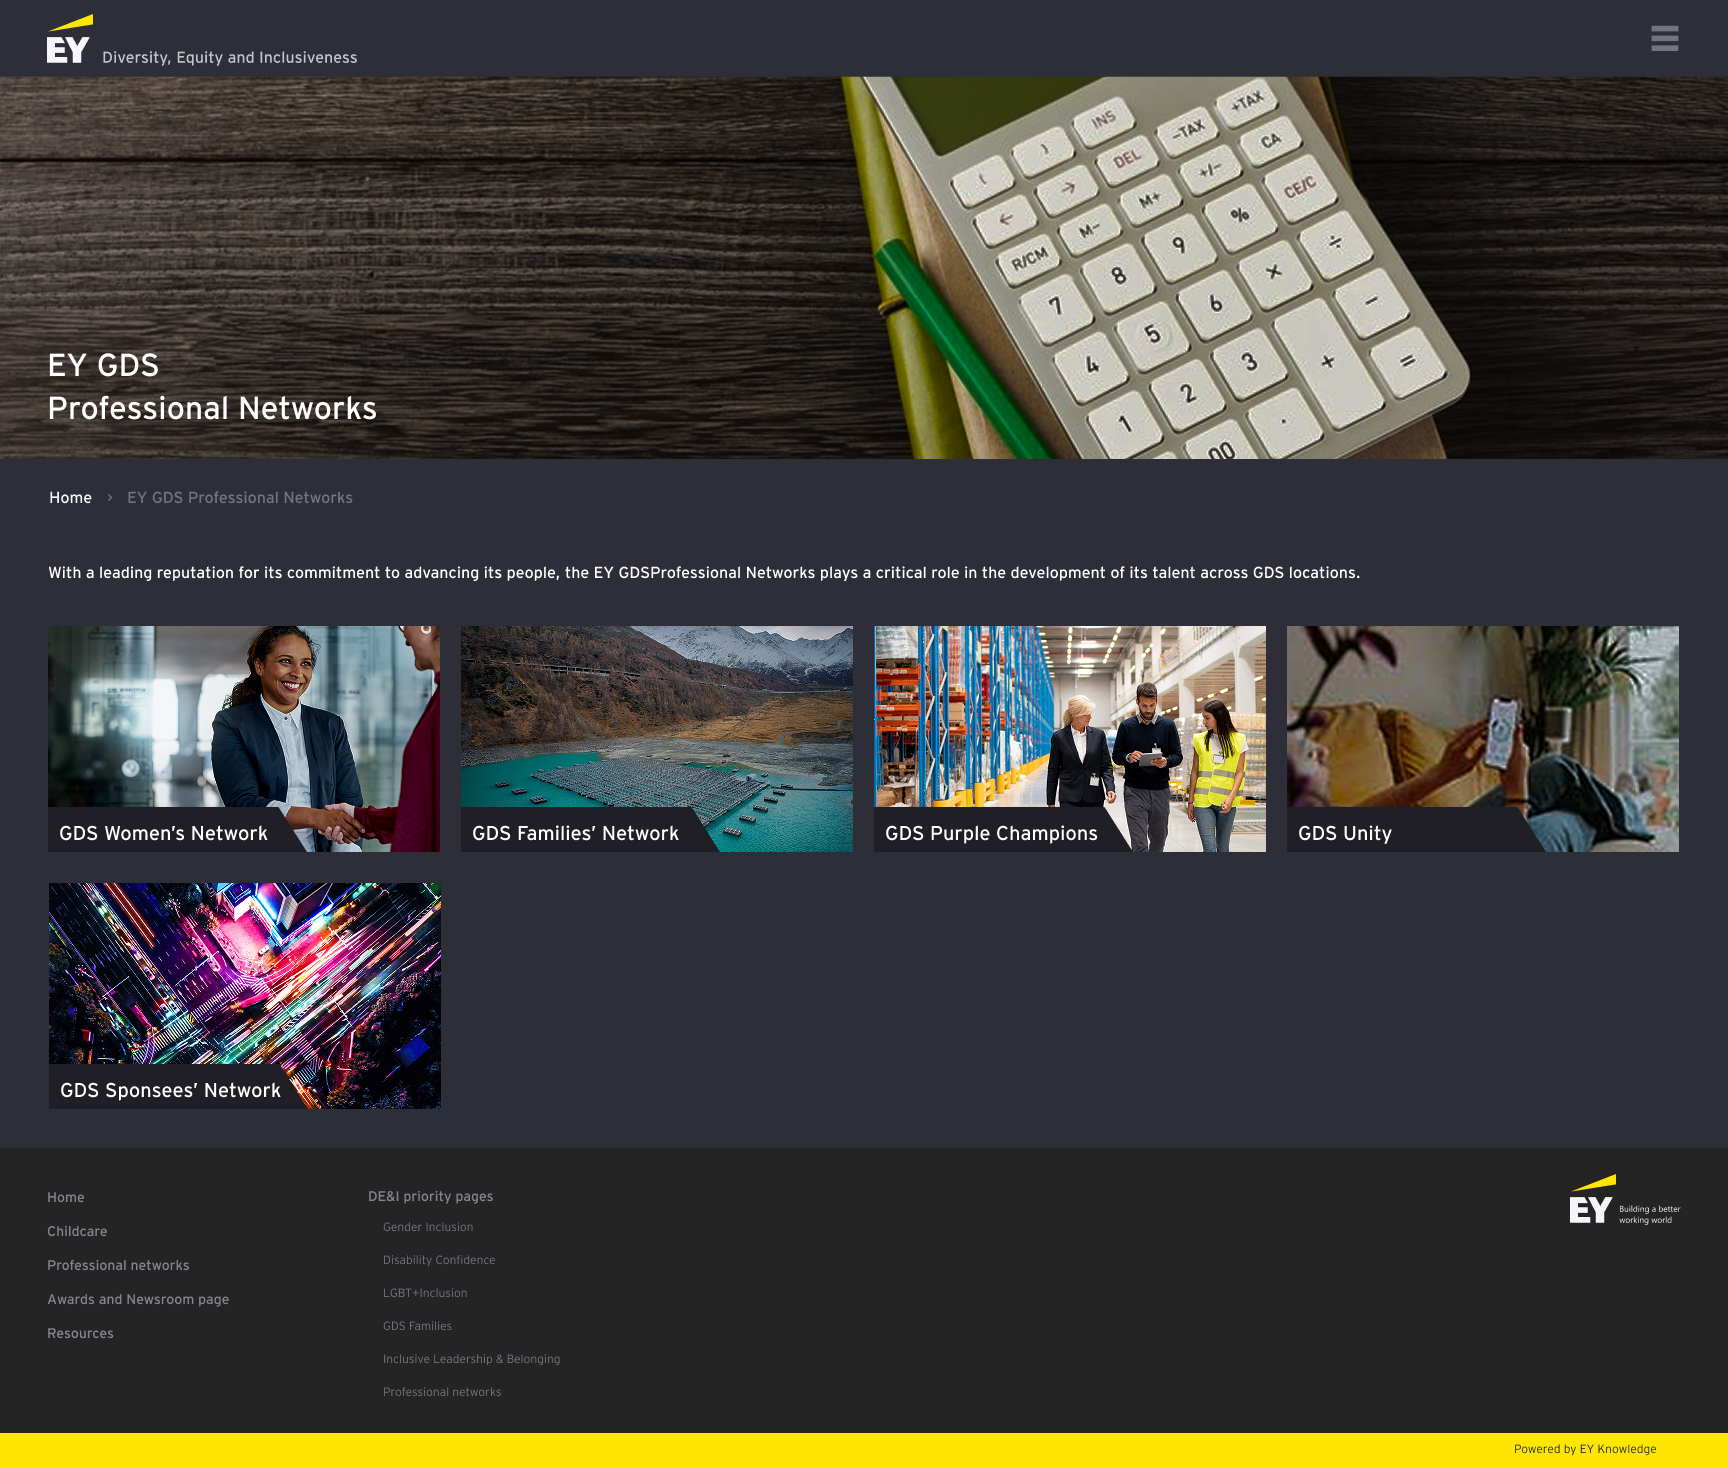 EY Diversity, Equity and Inclusiveness
INS
+TAX
)
-TAX
CA
(
DEL
→
+/-
CE/C
←
M+
%
M-
÷
R/CM
9
×
8
-
7
6
5
+
=
4
3
2
.
1
00
EY GDS
Professional Networks
Home › EY GDS Professional Networks
With a leading reputation for its commitment to advancing its people, the EY GDSProfessional Networks plays a critical role in the development of its talent across GDS locations.
GDS Women’s Network
GDS Families’ Network
GDS Purple Champions
GDS Unity
GDS Sponsees’ Network
Home
Childcare
Professional networks
Awards and Newsroom page
Resources
DE&I priority pages
Gender Inclusion
Disability Confidence
LGBT+Inclusion
GDS Families
Inclusive Leadership & Belonging
Professional networks
EY Building a better
working world
Powered by EY Knowledge